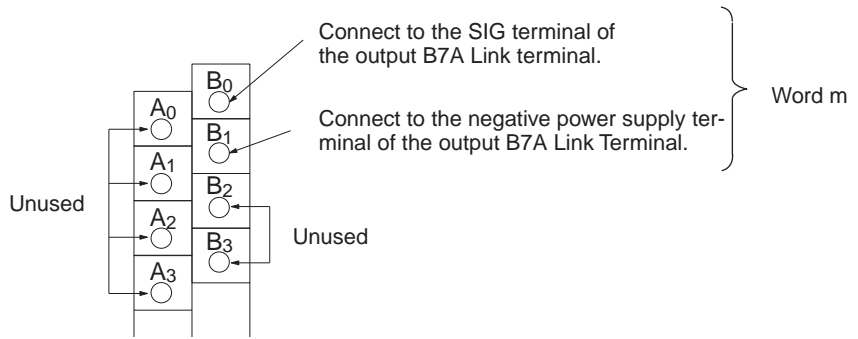 Connect to the SIG terminal of
the output B7A Link terminal.
B0
Word m
A0
Connect to the negative power supply ter-
minal of the output B7A Link Terminal.
B1
A1
B2
Unused
A2
B3
Unused
A3